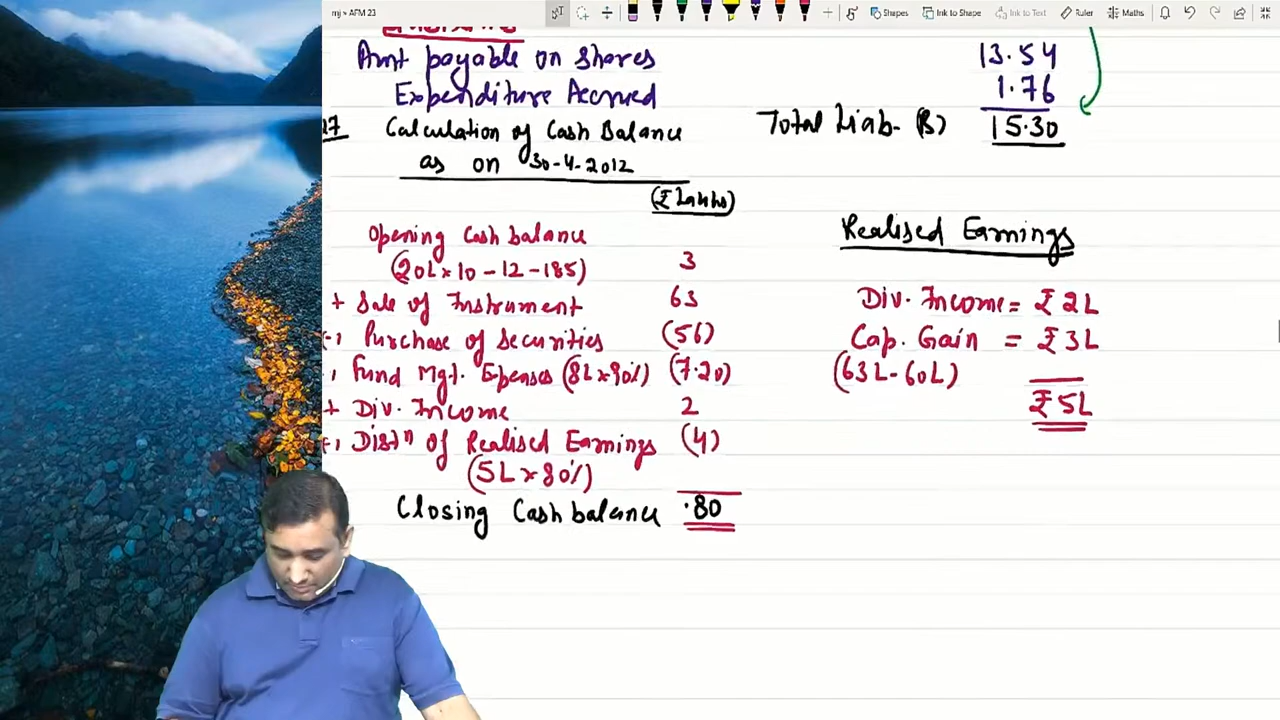 mj > AFM 23
Shapes
Ink to Shape
Ink to Text
Ruler
Maths
Amt payable on shares 13.54
Expenditure Accrued 1.76
Total Liab. (B) 15.30
Calculation of Cash Balance
as on 30-4-2012
(₹ Lakhs)
Opening Cash balance
(20L×10-12-185) 3
+ Sale of Instrument 63
(-) Purchase of Securities (56)
Fund Mgt. Expenses (8L×90%) (7.20)
+ Div. Income 2
(-) Distn of Realised Earnings (4)
(5L×80%)
Closing Cash balance .80
Realised Earnings
Div. Income = ₹2L
Cap. Gain = ₹3L
(63L-60L)
₹5L